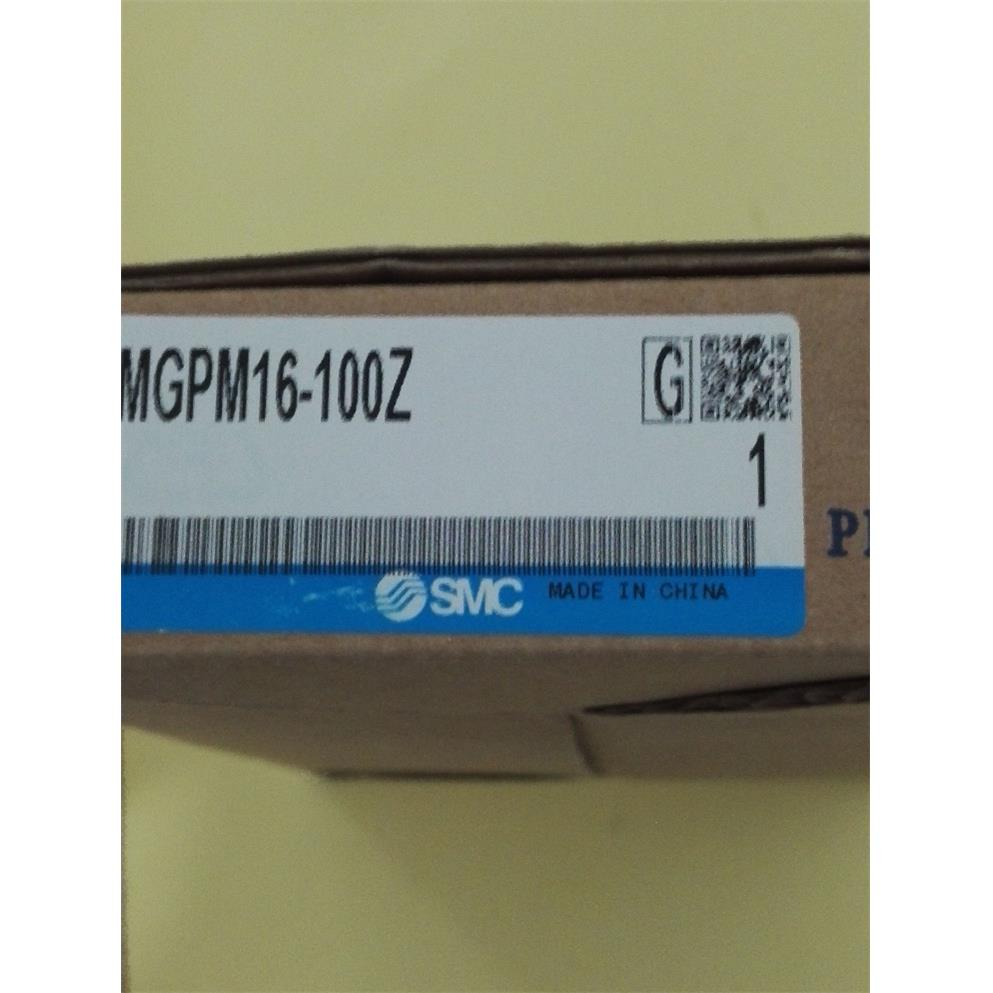 MGPM16-100Z
G
1
SMC MADE IN CHINA